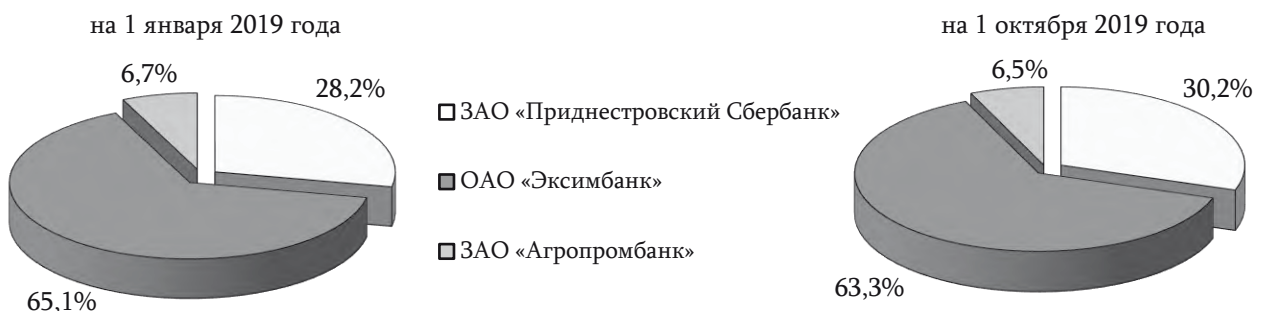 на 1 января 2019 года
6,7%
28,2%
65,1%
ЗАО «Приднестровский Сбербанк»
ОАО «Эксимбанк»
ЗАО «Агропромбанк»
на 1 октября 2019 года
6,5%
30,2%
63,3%